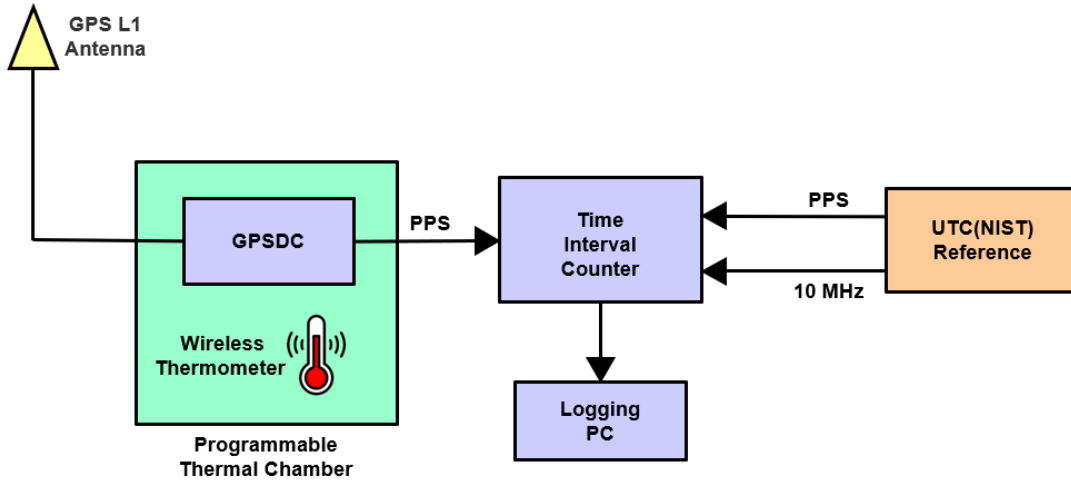 GPS L1
Antenna
GPSDC
PPS
Time
Interval
Counter
PPS
10 MHz
UTC(NIST)
Reference
Wireless
Thermometer
Logging
PC
Programmable
Thermal Chamber